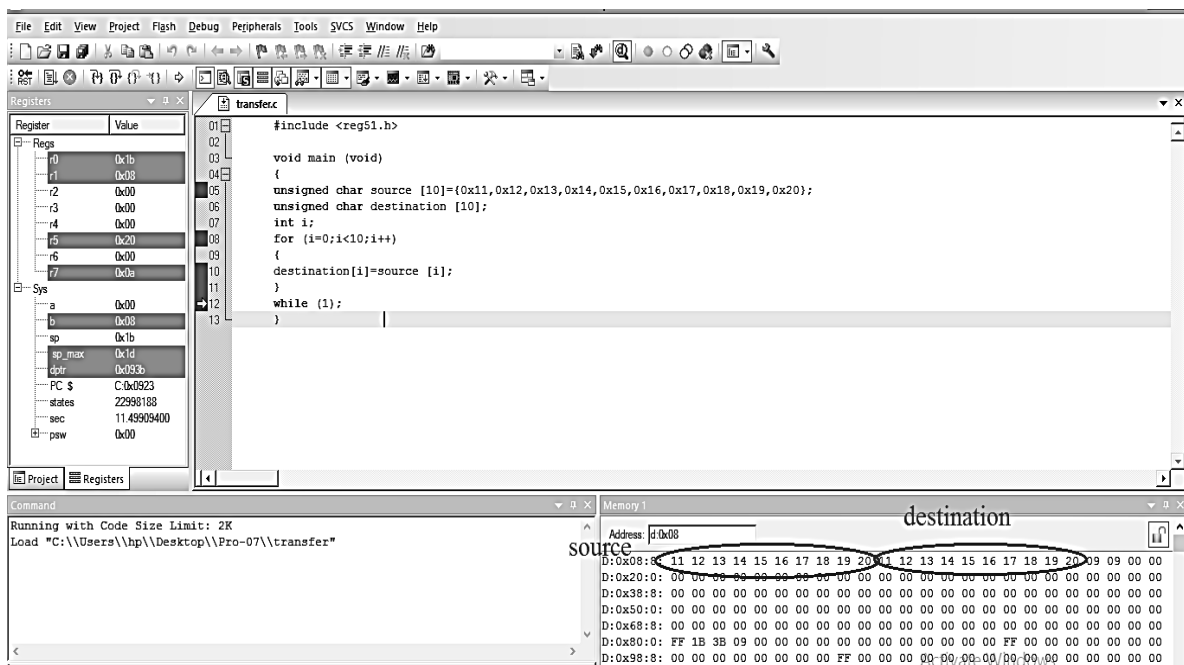 File Edit View Project Flash Debug Peripherals Tools SVCS Window Help
RST
Registers
transfer.c
Register Value
Regs
r0 0x1b
r1 0x08
r2 0x00
r3 0x00
r4 0x00
r5 0x20
r6 0x00
r7 0x0a
Sys
a 0x00
b 0x08
sp 0x1b
sp_max 0x1d
dptr 0x093b
PC $ C:0x0923
states 22998188
sec 11.49909400
psw 0x00
Project Registers
01 #include <reg51.h>
02
03 void main (void)
04 {
05 unsigned char source [10]={0x11,0x12,0x13,0x14,0x15,0x16,0x17,0x18,0x19,0x20};
06 unsigned char destination [10];
07 int i;
08 for (i=0;i<10;i++)
09 {
10 destination[i]=source [i];
11 }
12 while (1);
13 }
Command
Running with Code Size Limit: 2K
Load "C:\\Users\\hp\\Desktop\\Pro-07\\transfer"
Memory 1
Address: d:0x08
source
destination
D:0x08:8: 11 12 13 14 15 16 17 18 19 20 11 12 13 14 15 16 17 18 19 20 09 09 00 00
D:0x20:0: 00 00 00 00 00 00 00 00 00 00 00 00 00 00 00 00 00 00 00 00 00 00 00 00
D:0x38:8: 00 00 00 00 00 00 00 00 00 00 00 00 00 00 00 00 00 00 00 00 00 00 00 00
D:0x50:0: 00 00 00 00 00 00 00 00 00 00 00 00 00 00 00 00 00 00 00 00 00 00 00 00
D:0x68:8: 00 00 00 00 00 00 00 00 00 00 00 00 00 00 00 00 00 00 00 00 00 00 00 00
D:0x80:0: FF 1B 3B 09 00 00 00 00 00 00 00 00 00 00 00 00 FF 00 00 00 00 00 00 00
D:0x98:8: 00 00 00 00 00 00 00 00 FF 00 00 00 00 00 00 00 FF 00 00 00 00 00 00 00
Activate Windows